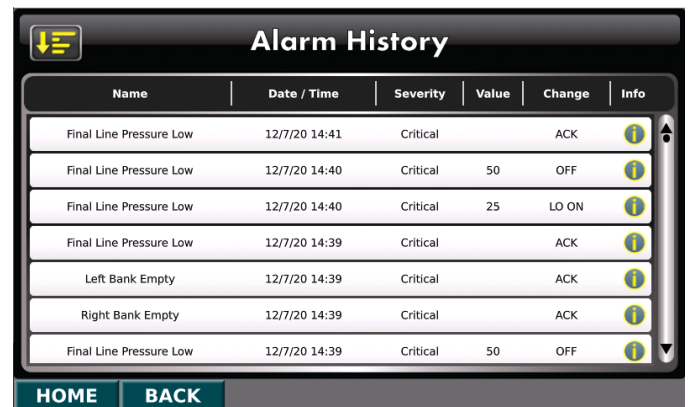 Alarm History
Name Date / Time Severity Value Change Info
Final Line Pressure Low 12/7/20 14:41 Critical ACK i
Final Line Pressure Low 12/7/20 14:40 Critical 50 OFF i
Final Line Pressure Low 12/7/20 14:40 Critical 25 LO ON i
Final Line Pressure Low 12/7/20 14:39 Critical ACK i
Left Bank Empty 12/7/20 14:39 Critical ACK i
Right Bank Empty 12/7/20 14:39 Critical ACK i
Final Line Pressure Low 12/7/20 14:39 Critical 50 OFF i
HOME BACK